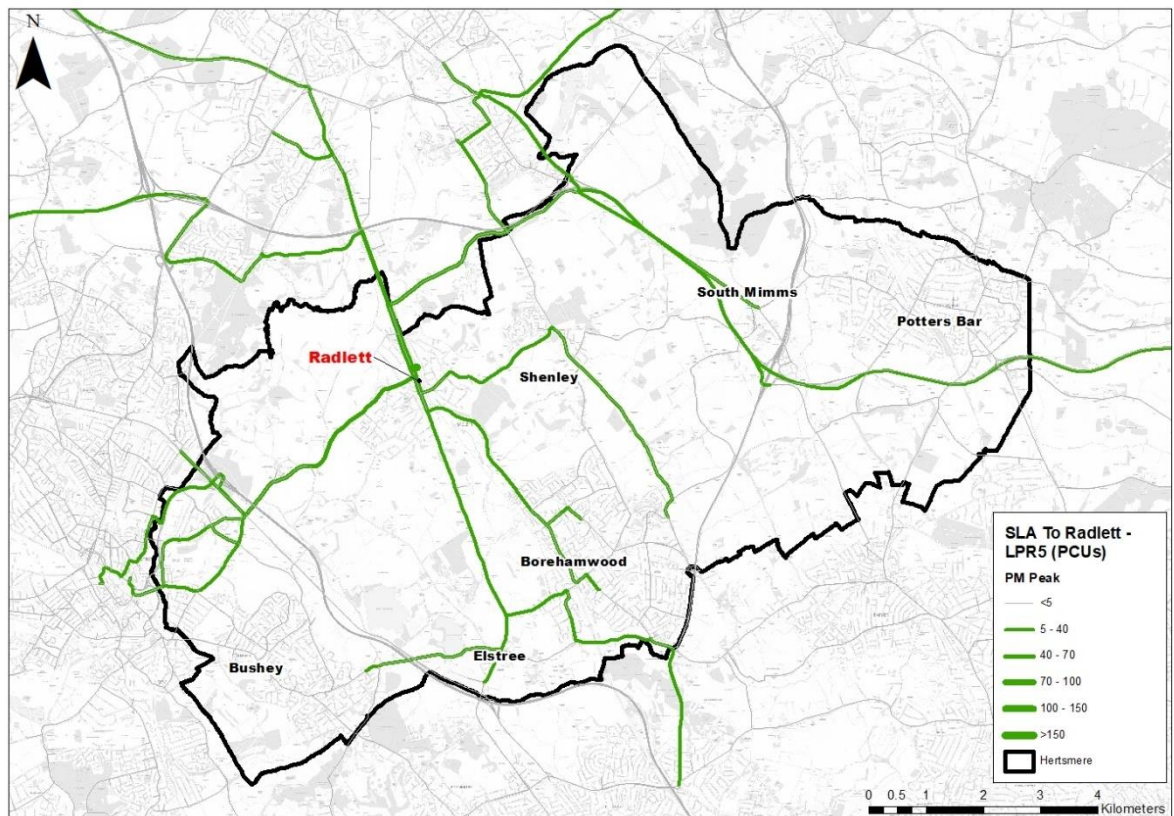 N
South Mimms
Potters Bar
Radlett
Shenley
Borehamwood
Elstree
Bushey
SLA To Radlett -
LPR5 (PCUs)
PM Peak
<5
5 - 40
40 - 70
70 - 100
100 - 150
>150
Hertsmere
0 0.5 1 2 3 4
Kilometers